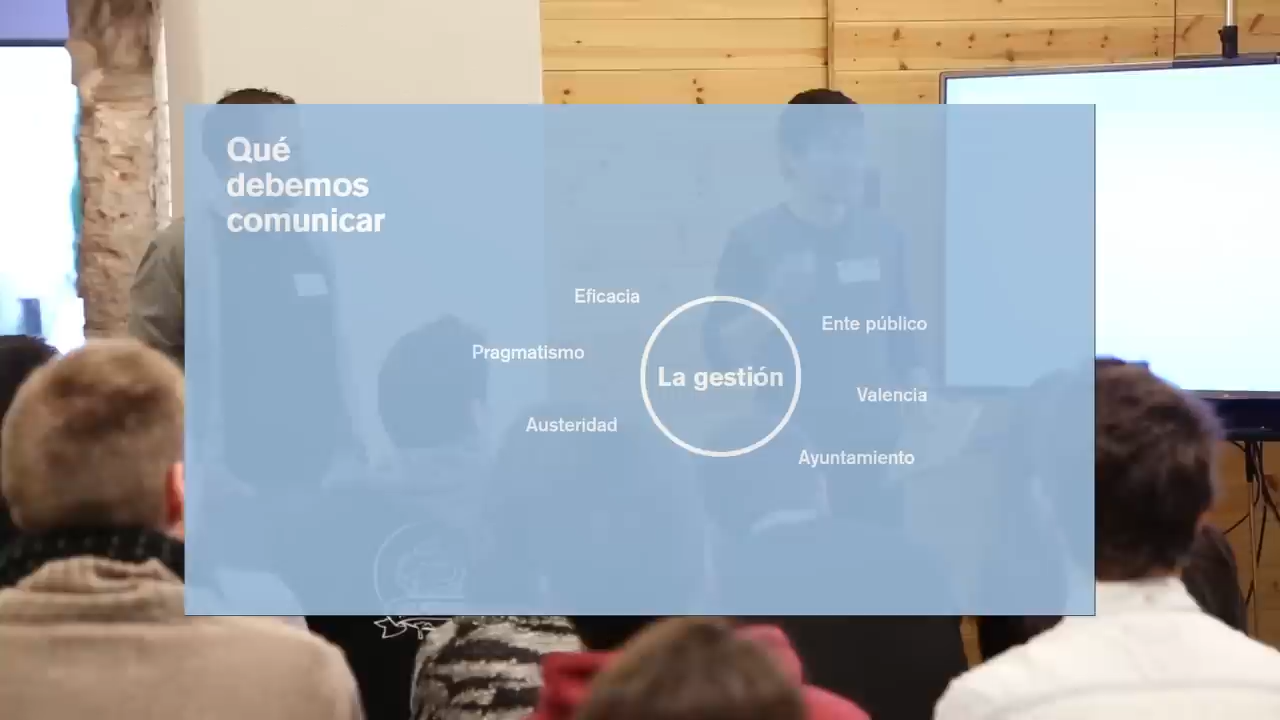 Qué
debemos
comunicar
Eficacia
Ente público
Pragmatismo
La gestión
Valencia
Austeridad
Ayuntamiento